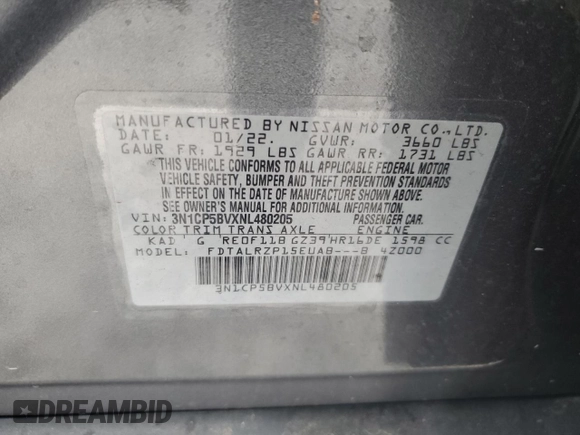 MANUFACTURED BY NISSAN MOTOR CO.,LTD.
DATE: 01/22. GVWR: 3660 LBS
GAWR FR: 1929 LBS GAWR RR: 1731 LBS
THIS VEHICLE CONFORMS TO ALL APPLICABLE FEDERAL MOTOR
VEHICLE SAFETY, BUMPER AND THEFT PREVENTION STANDARDS
IN EFFECT ON THE DATE OF MANUFACTURE SHOWN ABOVE.
SEE OWNER'S MANUAL FOR ADDITIONAL INFORMATION.
VIN: 3N1CP5BVXNL480205 PASSENGER CAR.
COLOR TRIM TRANS AXLE ENGINE
KAD G RE0F11B GZ39 HR16DE 1598 CC
MODEL: FDTALRZP15EUAB---B 4Z000
3N1CP5BVXNL480205
DREAMBID